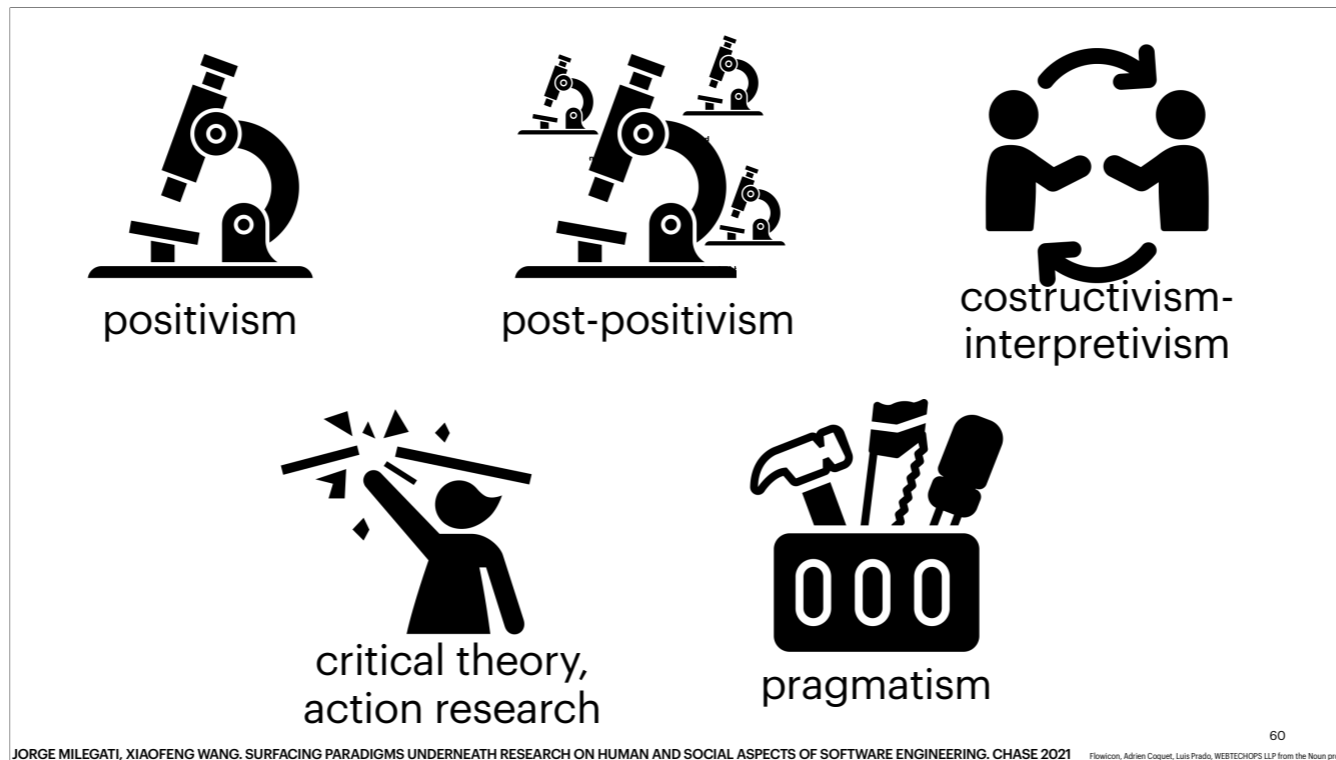 positivism
post-positivism
costructivism-
interpretivism
critical theory,
action research
pragmatism
60
JORGE MILEGATI, XIAOFENG WANG. SURFACING PARADIGMS UNDERNEATH RESEARCH ON HUMAN AND SOCIAL ASPECTS OF SOFTWARE ENGINEERING. CHASE 2021
Flowicon, Adrien Coquet, Luis Prado, WEBTECHOPS LLP from the Noun pro